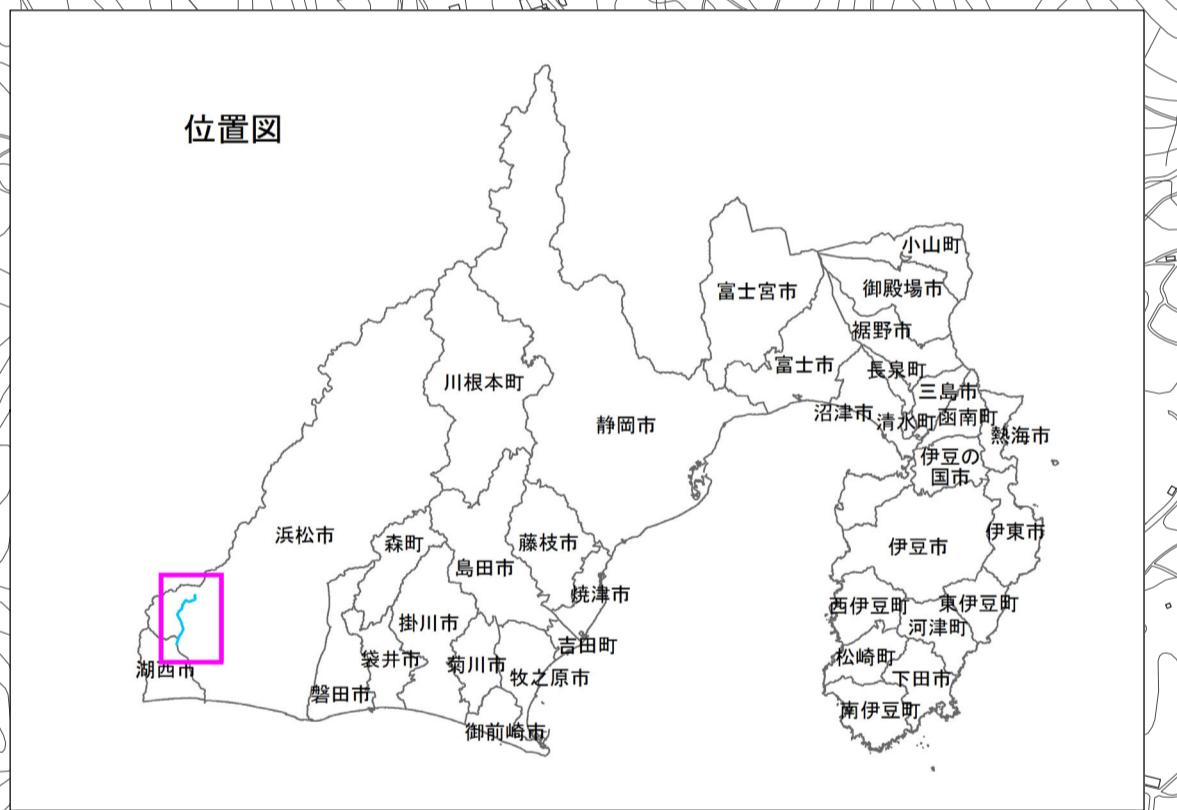 位置図
小山町
御殿場市
富士宮市
裾野市
富士市
長泉町
川根本町
三島市
沼津市
清水町
函南町
静岡市
熱海市
伊豆の
国市
浜松市
森町
藤枝市
伊東市
伊豆市
島田市
焼津市
西伊豆町
東伊豆町
掛川市
河津町
吉田町
袋井市
菊川市
松崎町
湖西市
牧之原市
下田市
磐田市
南伊豆町
御前崎市